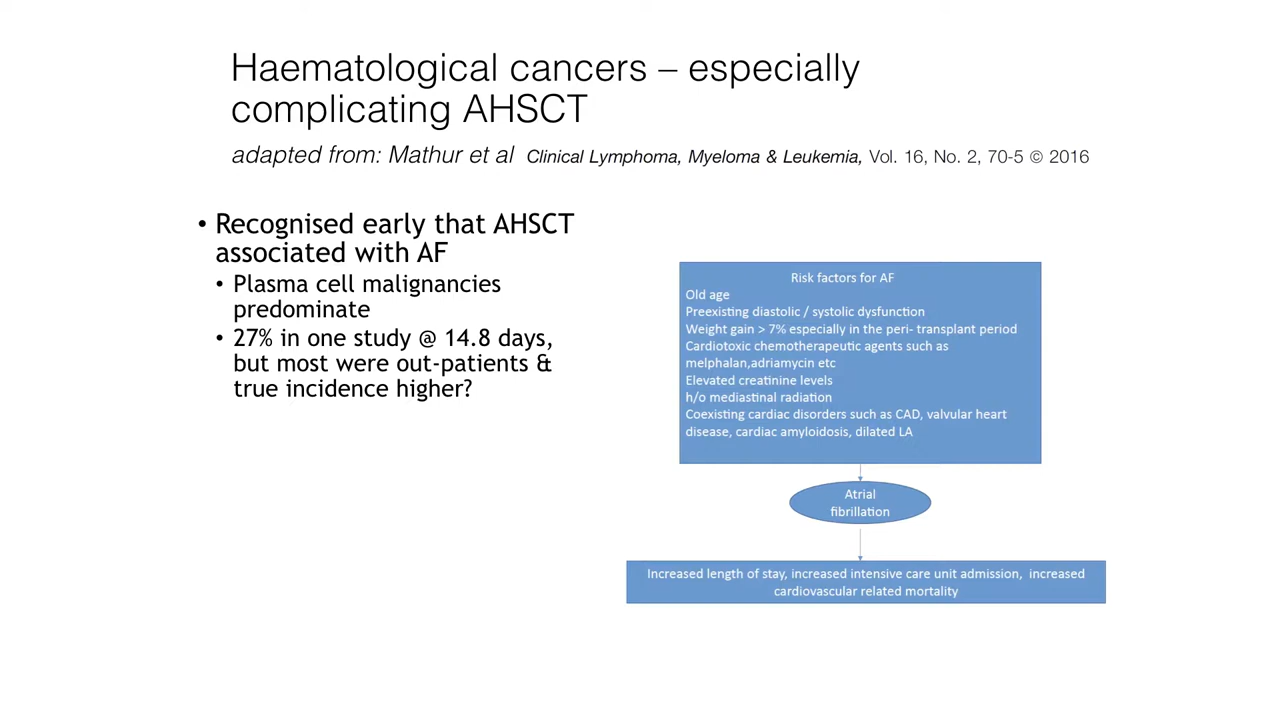 Haematological cancers – especially
complicating AHSCT
adapted from: Mathur et al Clinical Lymphoma, Myeloma & Leukemia, Vol. 16, No. 2, 70-5 © 2016
• Recognised early that AHSCT
associated with AF
• Plasma cell malignancies
predominate
• 27% in one study @ 14.8 days,
but most were out-patients &
true incidence higher?
Risk factors for AF
Old age
Preexisting diastolic / systolic dysfunction
Weight gain > 7% especially in the peri- transplant period
Cardiotoxic chemotherapeutic agents such as
melphalan,adriamycin etc
Elevated creatinine levels
h/o mediastinal radiation
Coexisting cardiac disorders such as CAD, valvular heart
disease, cardiac amyloidosis, dilated LA
Atrial
fibrillation
Increased length of stay, increased intensive care unit admission, increased
cardiovascular related mortality